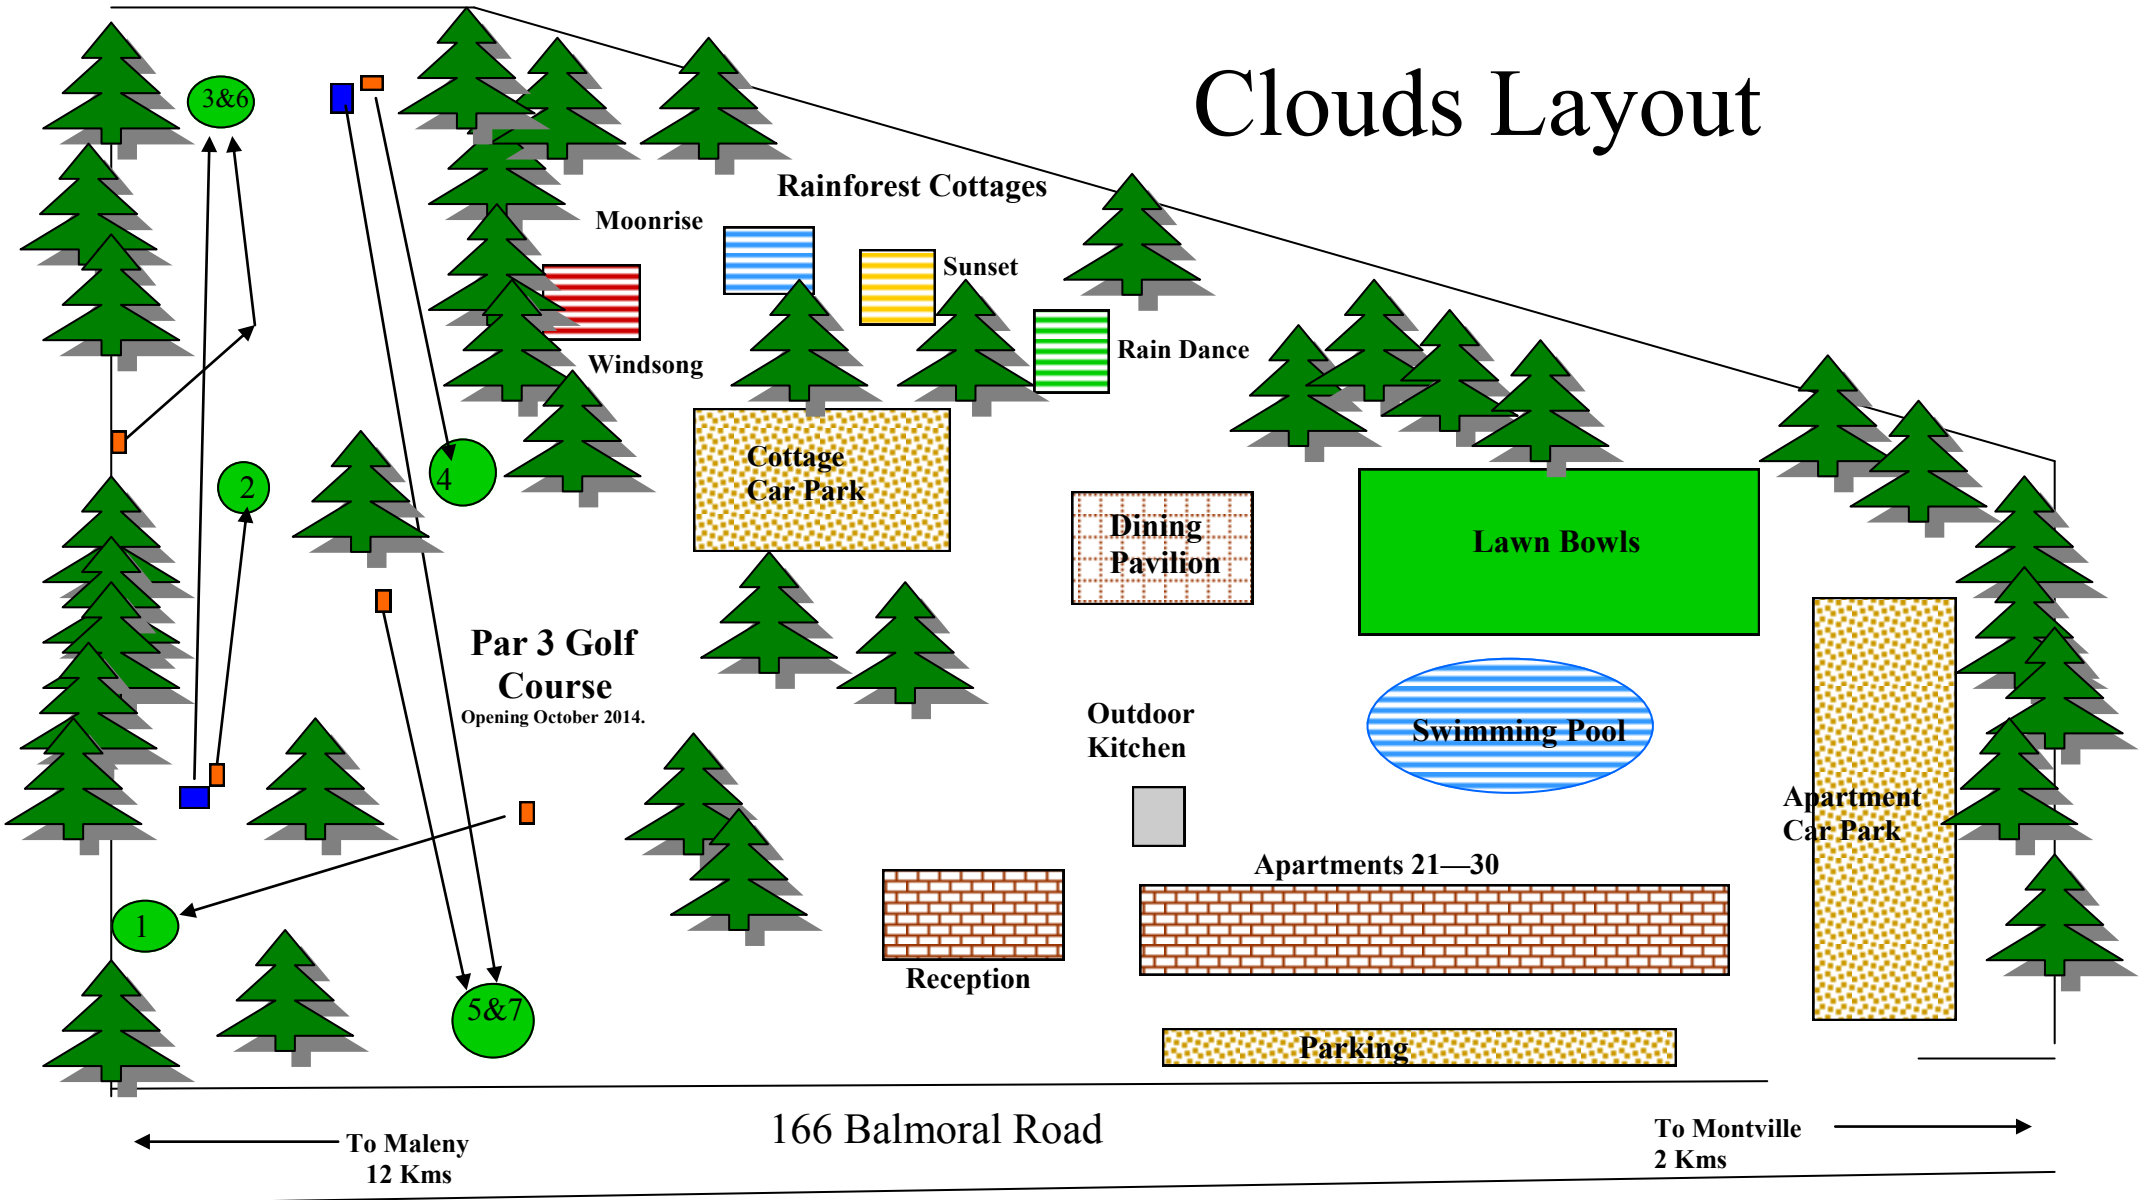 Clouds Layout
3&6
Rainforest Cottages
Moonrise
Sunset
Rain Dance
Windsong
Cottage
Car Park
4
2
Dining
Pavilion
Lawn Bowls
Par 3 Golf
Course
Opening October 2014.
Outdoor
Kitchen
Swimming Pool
Apartment
Car Park
Apartments 21—30
1
Reception
5&7
Parking
166 Balmoral Road
To Maleny
12 Kms
To Montville
2 Kms